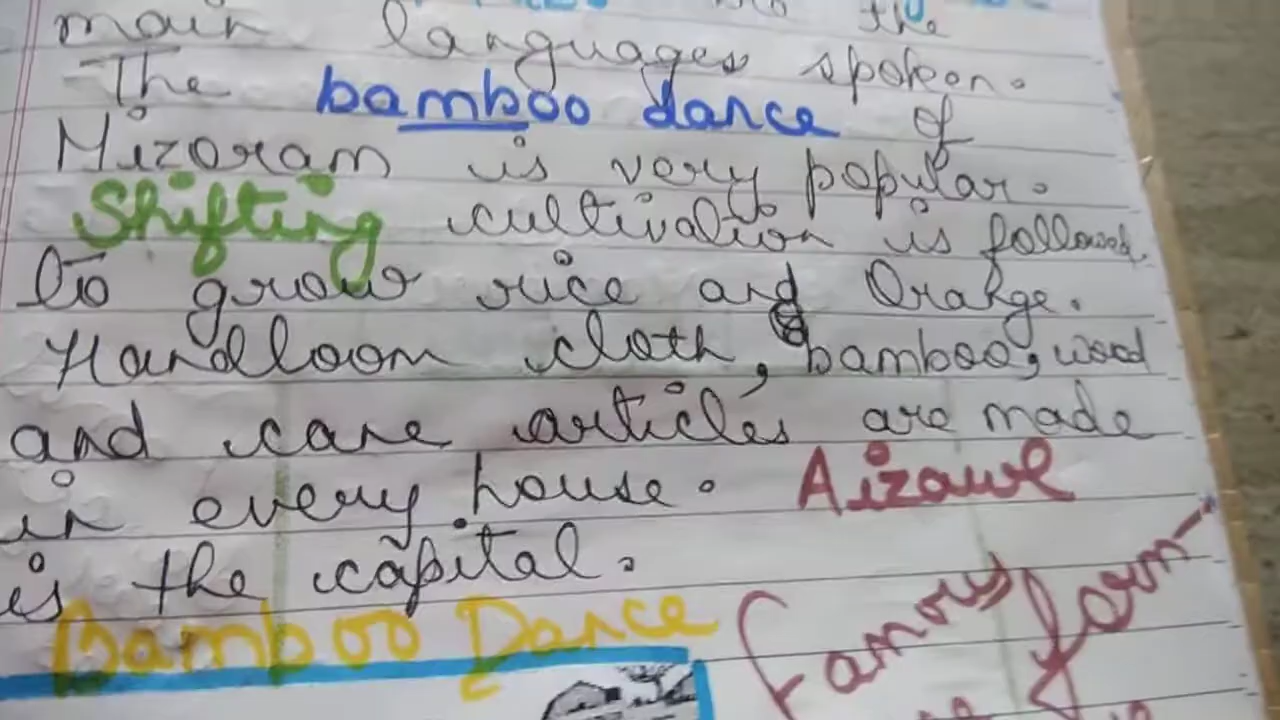 the
main languages spoken.
The bamboo dance of
Mizoram is very popular.
Shifting cultivation is followed
to grow rice and Orange.
Handloom cloth, bamboo, wood
and cane articles are made
in every house. Aizawl
is the capital.
Bamboo Dance
Famous
form-